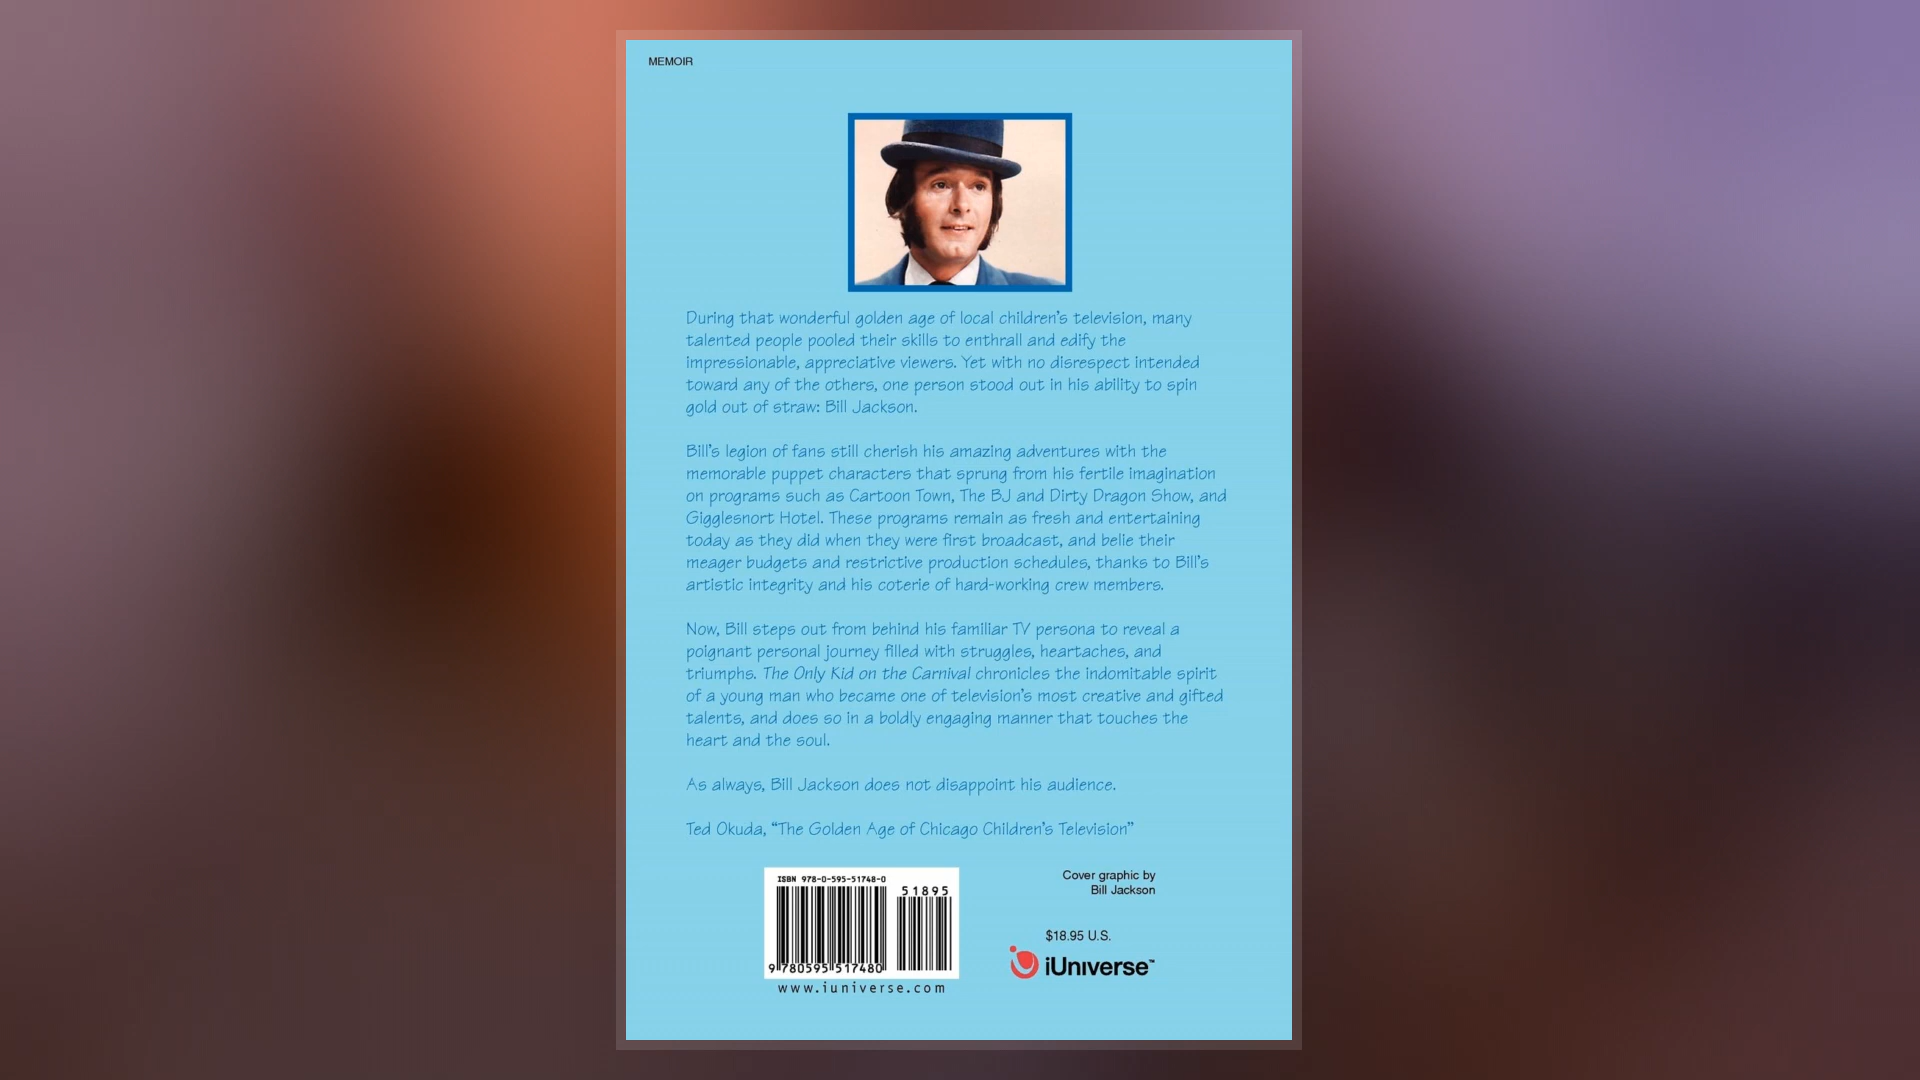 MEMOIR
During that wonderful golden age of local children's television, many
talented people pooled their skills to enthrall and edify the
impressionable, appreciative viewers. Yet with no disrespect intended
toward any of the others, one person stood out in his ability to spin
gold out of straw: Bill Jackson.
Bill's legion of fans still cherish his amazing adventures with the
memorable puppet characters that sprung from his fertile imagination
on programs such as Cartoon Town, The BJ and Dirty Dragon Show, and
Gigglesnort Hotel. These programs remain as fresh and entertaining
today as they did when they were first broadcast, and belie their
meager budgets and restrictive production schedules, thanks to Bill's
artistic integrity and his coterie of hard-working crew members.
Now, Bill steps out from behind his familiar TV persona to reveal a
poignant personal journey filled with struggles, heartaches, and
triumphs. The Only Kid on the Carnival chronicles the indomitable spirit
of a young man who became one of television's most creative and gifted
talents, and does so in a boldly engaging manner that touches the
heart and the soul.
As always, Bill Jackson does not disappoint his audience.
Ted Okuda, “The Golden Age of Chicago Children's Television”
ISBN 978-0-595-51748-0
51895
9 780595 517480
www.iuniverse.com
Cover graphic by
Bill Jackson
$18.95 U.S.
iUniverse™